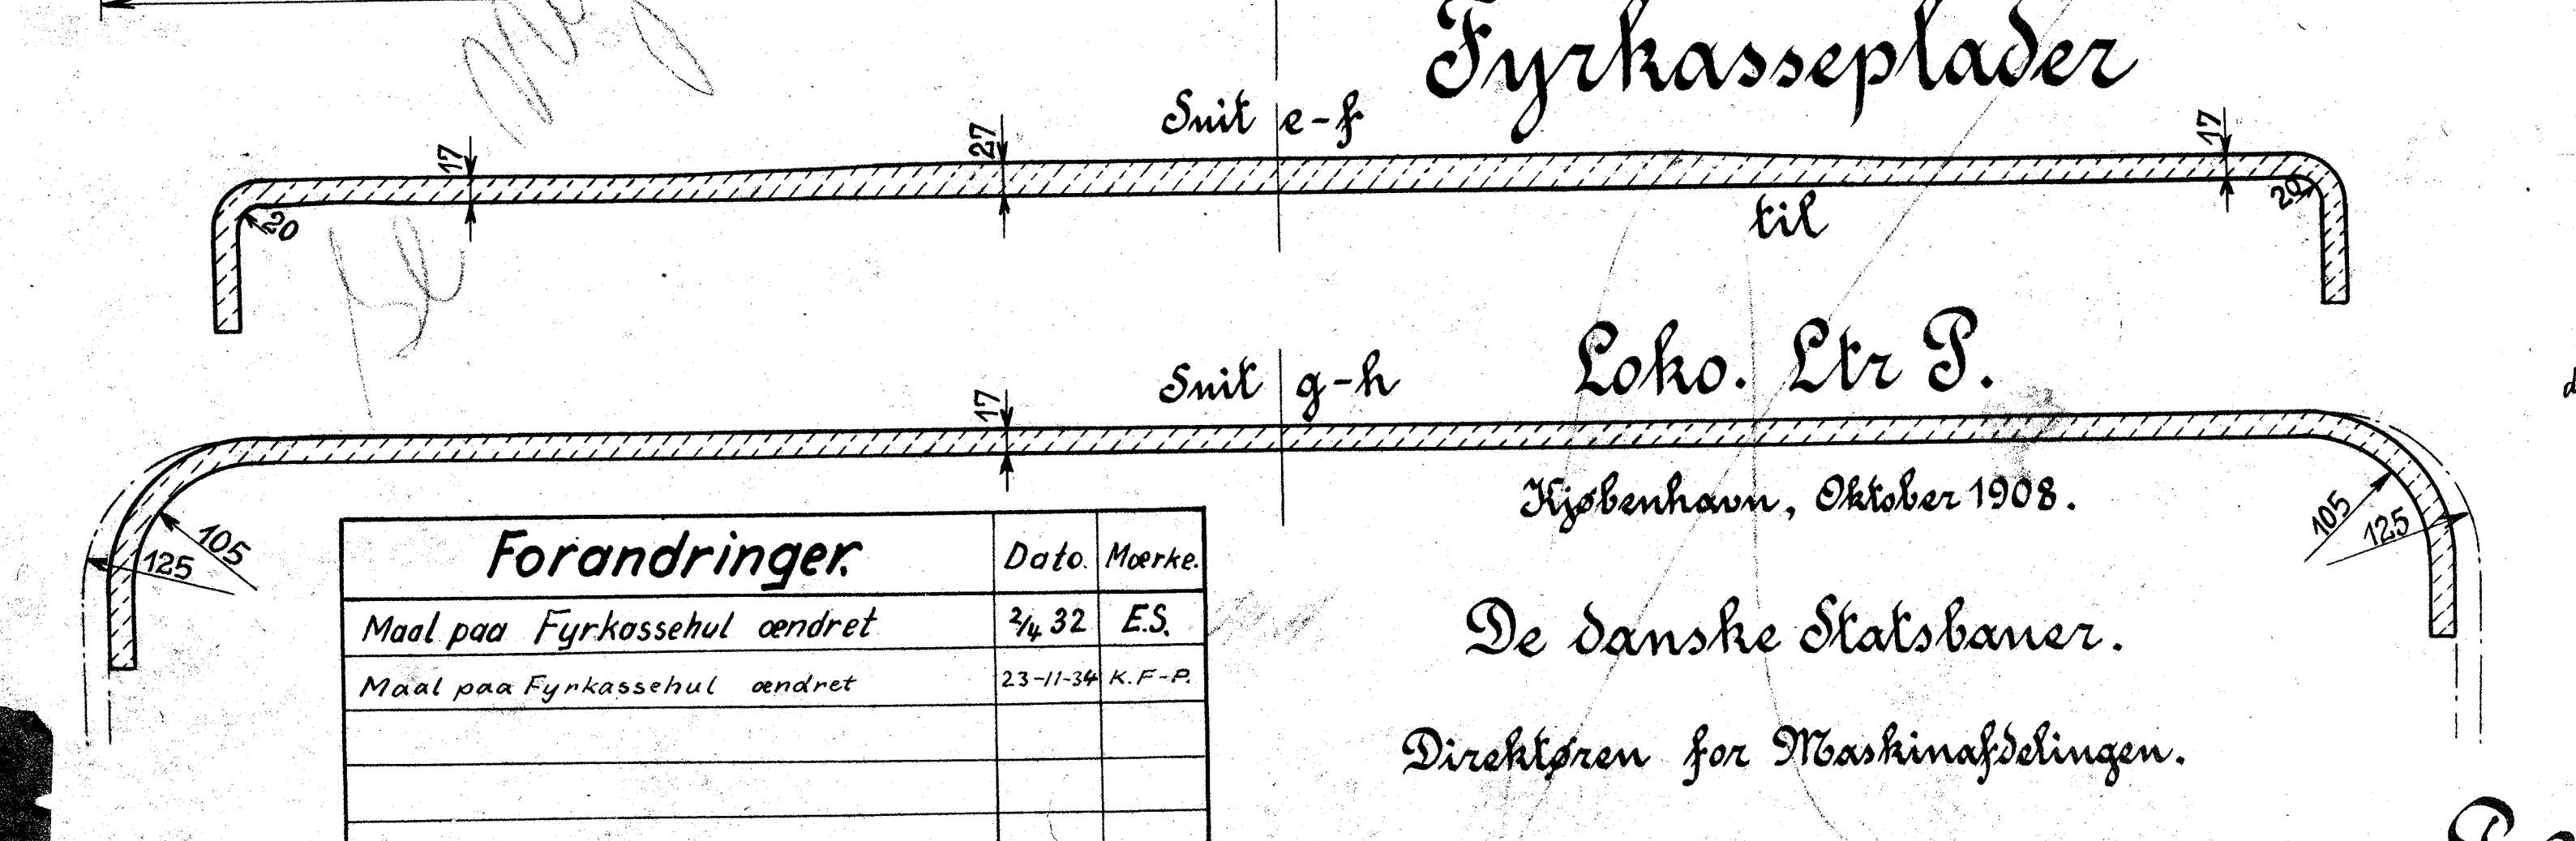 Fyrkasseplader
Snit e-f
17
27
17
20
20
til
Loko. Ltr P.
Snit g-h
17
Kjøbenhavn, Oktober 1908.
105
125
105
125
Forandringer. Dato. Mærke.
Maal paa Fyrkassehul ændret 2/4 32 E.S.
Maal paa Fyrkassehul ændret 23-11-34 K.F-P.
De danske Statsbaner.
Direktøren for Maskinafdelingen.